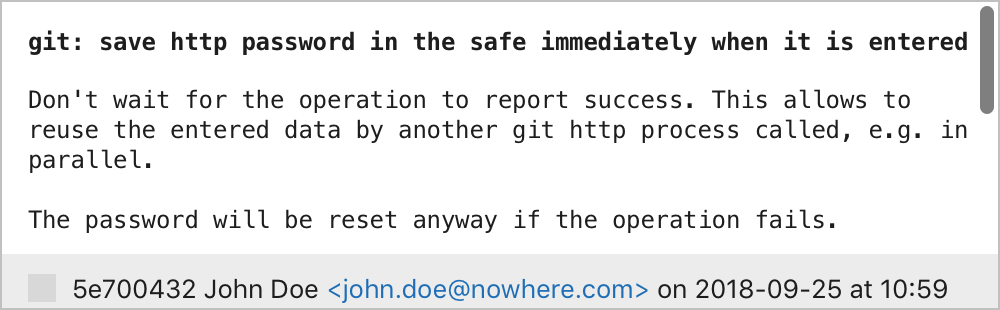 git: save http password in the safe immediately when it is entered
Don't wait for the operation to report success. This allows to
reuse the entered data by another git http process called, e.g. in
parallel.
The password will be reset anyway if the operation fails.
5e700432 John Doe <john.doe@nowhere.com> on 2018-09-25 at 10:59